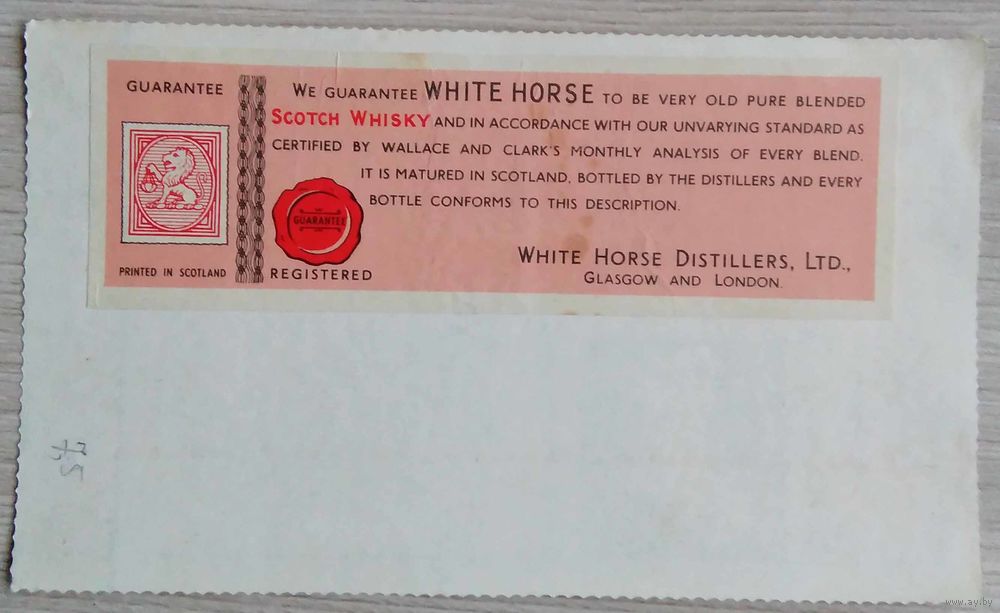 GUARANTEE
WE GUARANTEE WHITE HORSE TO BE VERY OLD PURE BLENDED
SCOTCH WHISKY AND IN ACCORDANCE WITH OUR UNVARYING STANDARD AS
CERTIFIED BY WALLACE AND CLARK'S MONTHLY ANALYSIS OF EVERY BLEND.
IT IS MATURED IN SCOTLAND, BOTTLED BY THE DISTILLERS AND EVERY
BOTTLE CONFORMS TO THIS DESCRIPTION.
GUARANTEE
WHITE HORSE DISTILLERS, LTD.,
GLASGOW AND LONDON.
PRINTED IN SCOTLAND
REGISTERED
www.ay.by